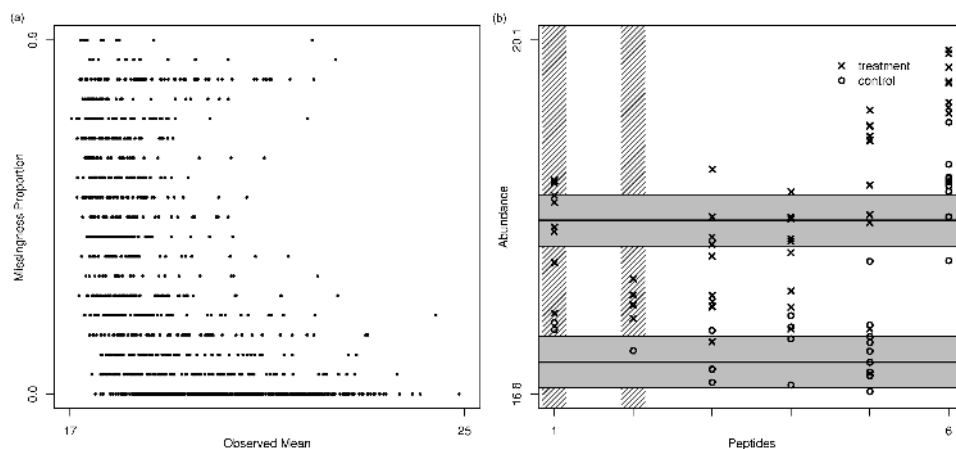 (a)
0.9
Missingness Proportion
0.0
17
25
Observed Mean
(b)
20.1
treatment
control
Abundance
16.8
1
6
Peptides